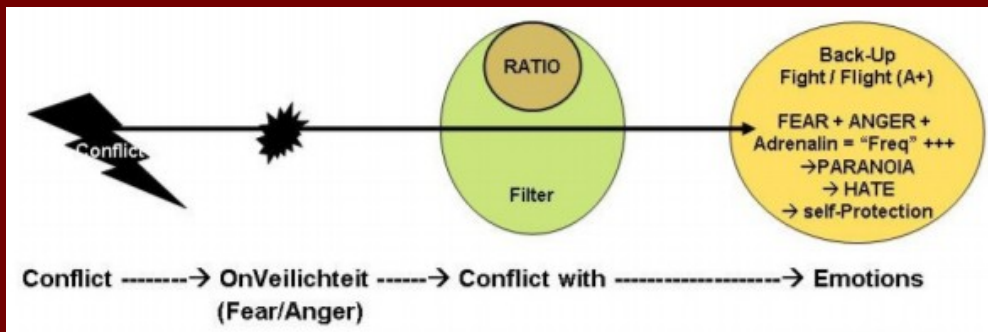 Conflict
RATIO
Filter
Back-Up
Fight / Flight (A+)
FEAR + ANGER +
Adrenalin = “Freq” +++
→PARANOIA
→ HATE
→ self-Protection
Conflict --------→ OnVeilichteit ------→ Conflict with --------------------→ Emotions
(Fear/Anger)